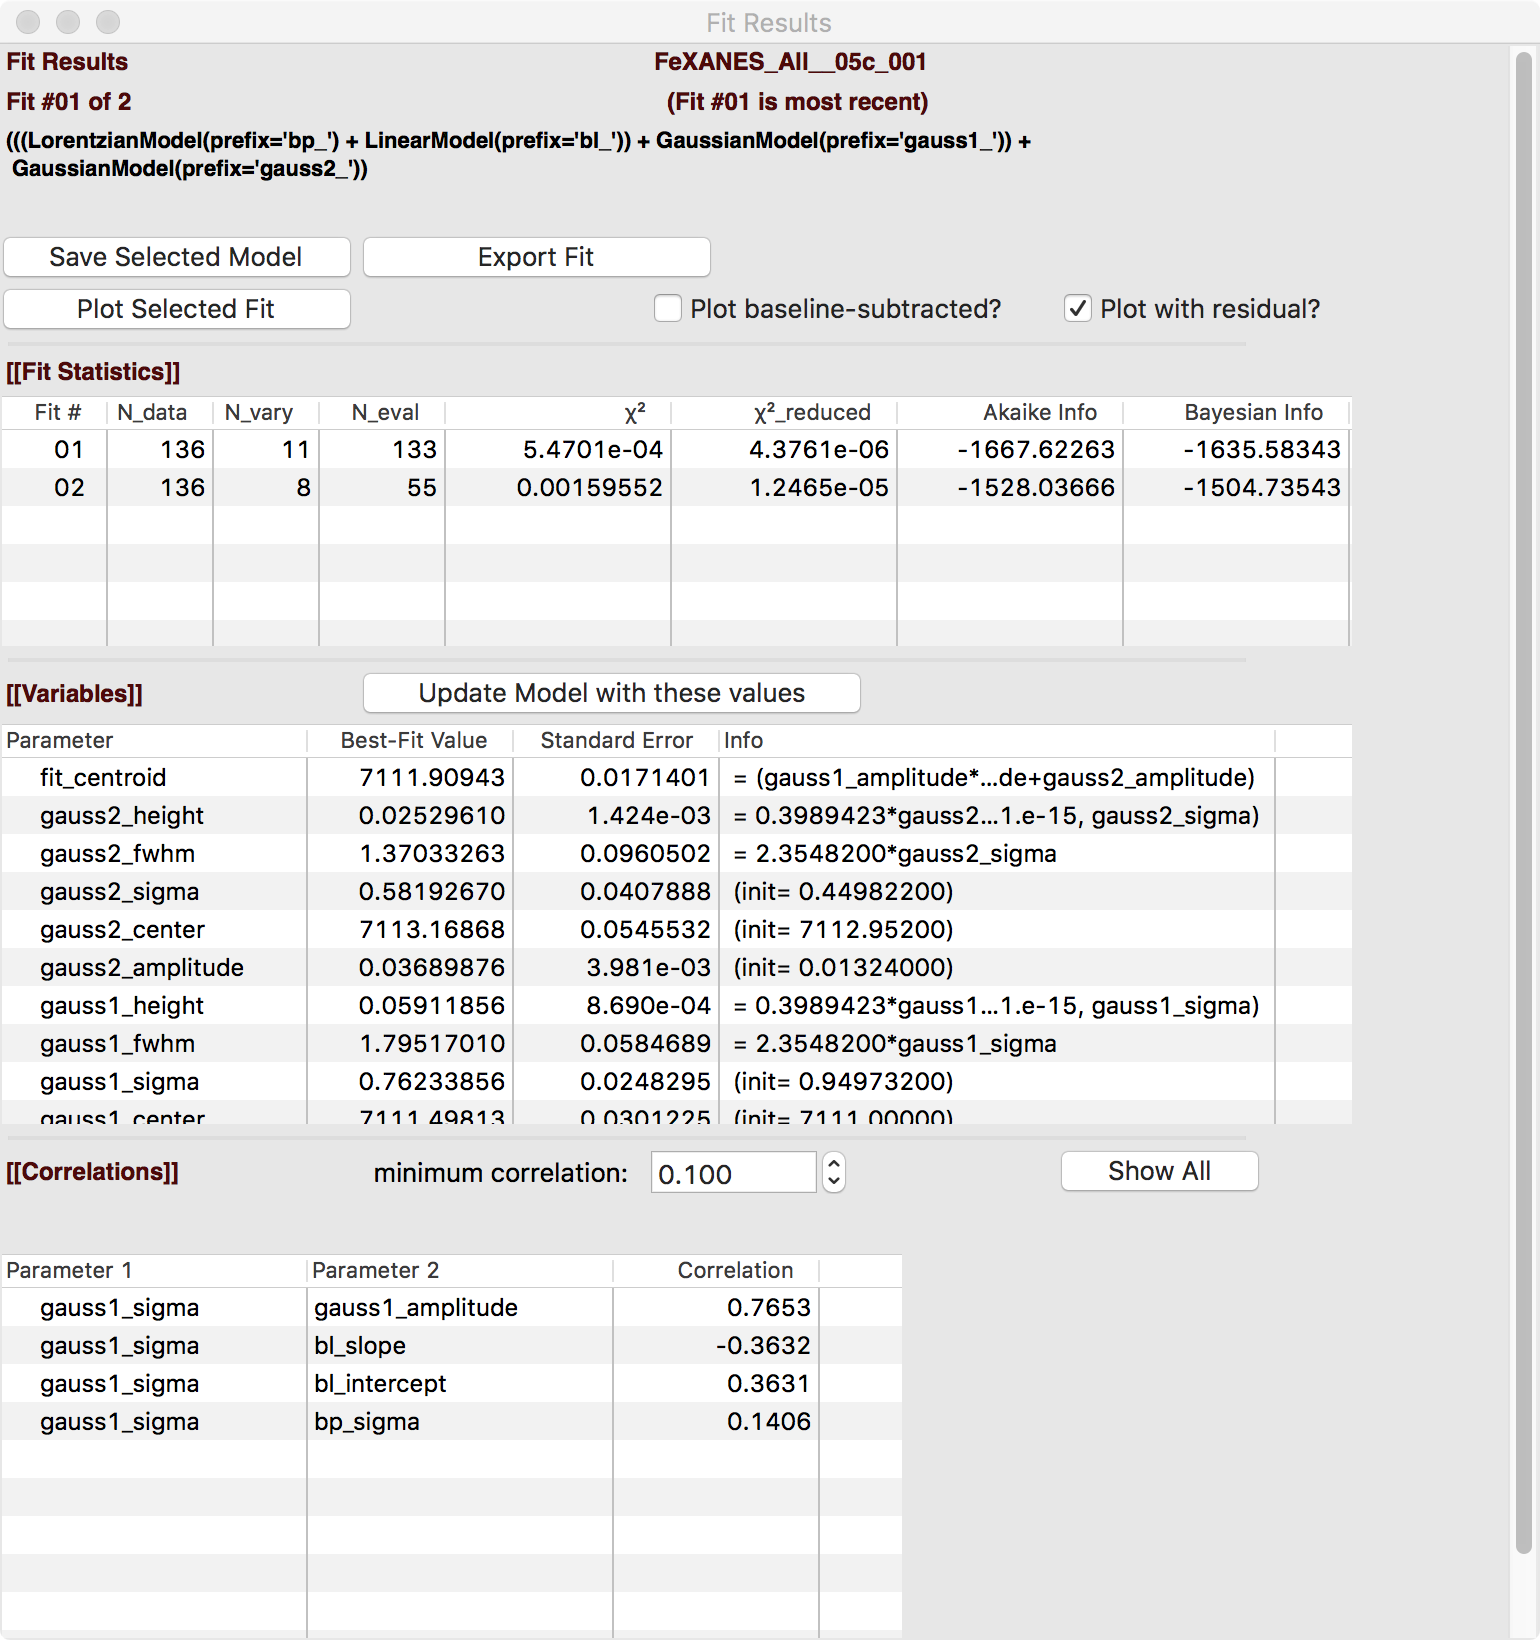 Fit Results
Fit Results FeXANES_All__05c_001
Fit #01 of 2 (Fit #01 is most recent)
(((LorentzianModel(prefix='bp_') + LinearModel(prefix='bl_')) + GaussianModel(prefix='gauss1_')) +
GaussianModel(prefix='gauss2_'))
Save Selected Model Export Fit
Plot Selected Fit Plot baseline-subtracted? Plot with residual?
[[Fit Statistics]]
Fit # N_data N_vary N_eval χ² χ²_reduced Akaike Info Bayesian Info
01 136 11 133 5.4701e-04 4.3761e-06 -1667.62263 -1635.58343
02 136 8 55 0.00159552 1.2465e-05 -1528.03666 -1504.73543
[[Variables]] Update Model with these values
Parameter Best-Fit Value Standard Error Info
fit_centroid 7111.90943 0.0171401 = (gauss1_amplitude*...de+gauss2_amplitude)
gauss2_height 0.02529610 1.424e-03 = 0.3989423*gauss2...1.e-15, gauss2_sigma)
gauss2_fwhm 1.37033263 0.0960502 = 2.3548200*gauss2_sigma
gauss2_sigma 0.58192670 0.0407888 (init= 0.44982200)
gauss2_center 7113.16868 0.0545532 (init= 7112.95200)
gauss2_amplitude 0.03689876 3.981e-03 (init= 0.01324000)
gauss1_height 0.05911856 8.690e-04 = 0.3989423*gauss1...1.e-15, gauss1_sigma)
gauss1_fwhm 1.79517010 0.0584689 = 2.3548200*gauss1_sigma
gauss1_sigma 0.76233856 0.0248295 (init= 0.94973200)
gauss1_center 7111.49813 0.0301225 (init= 7111.00000)
[[Correlations]] minimum correlation: 0.100 Show All
Parameter 1 Parameter 2 Correlation
gauss1_sigma gauss1_amplitude 0.7653
gauss1_sigma bl_slope -0.3632
gauss1_sigma bl_intercept 0.3631
gauss1_sigma bp_sigma 0.1406